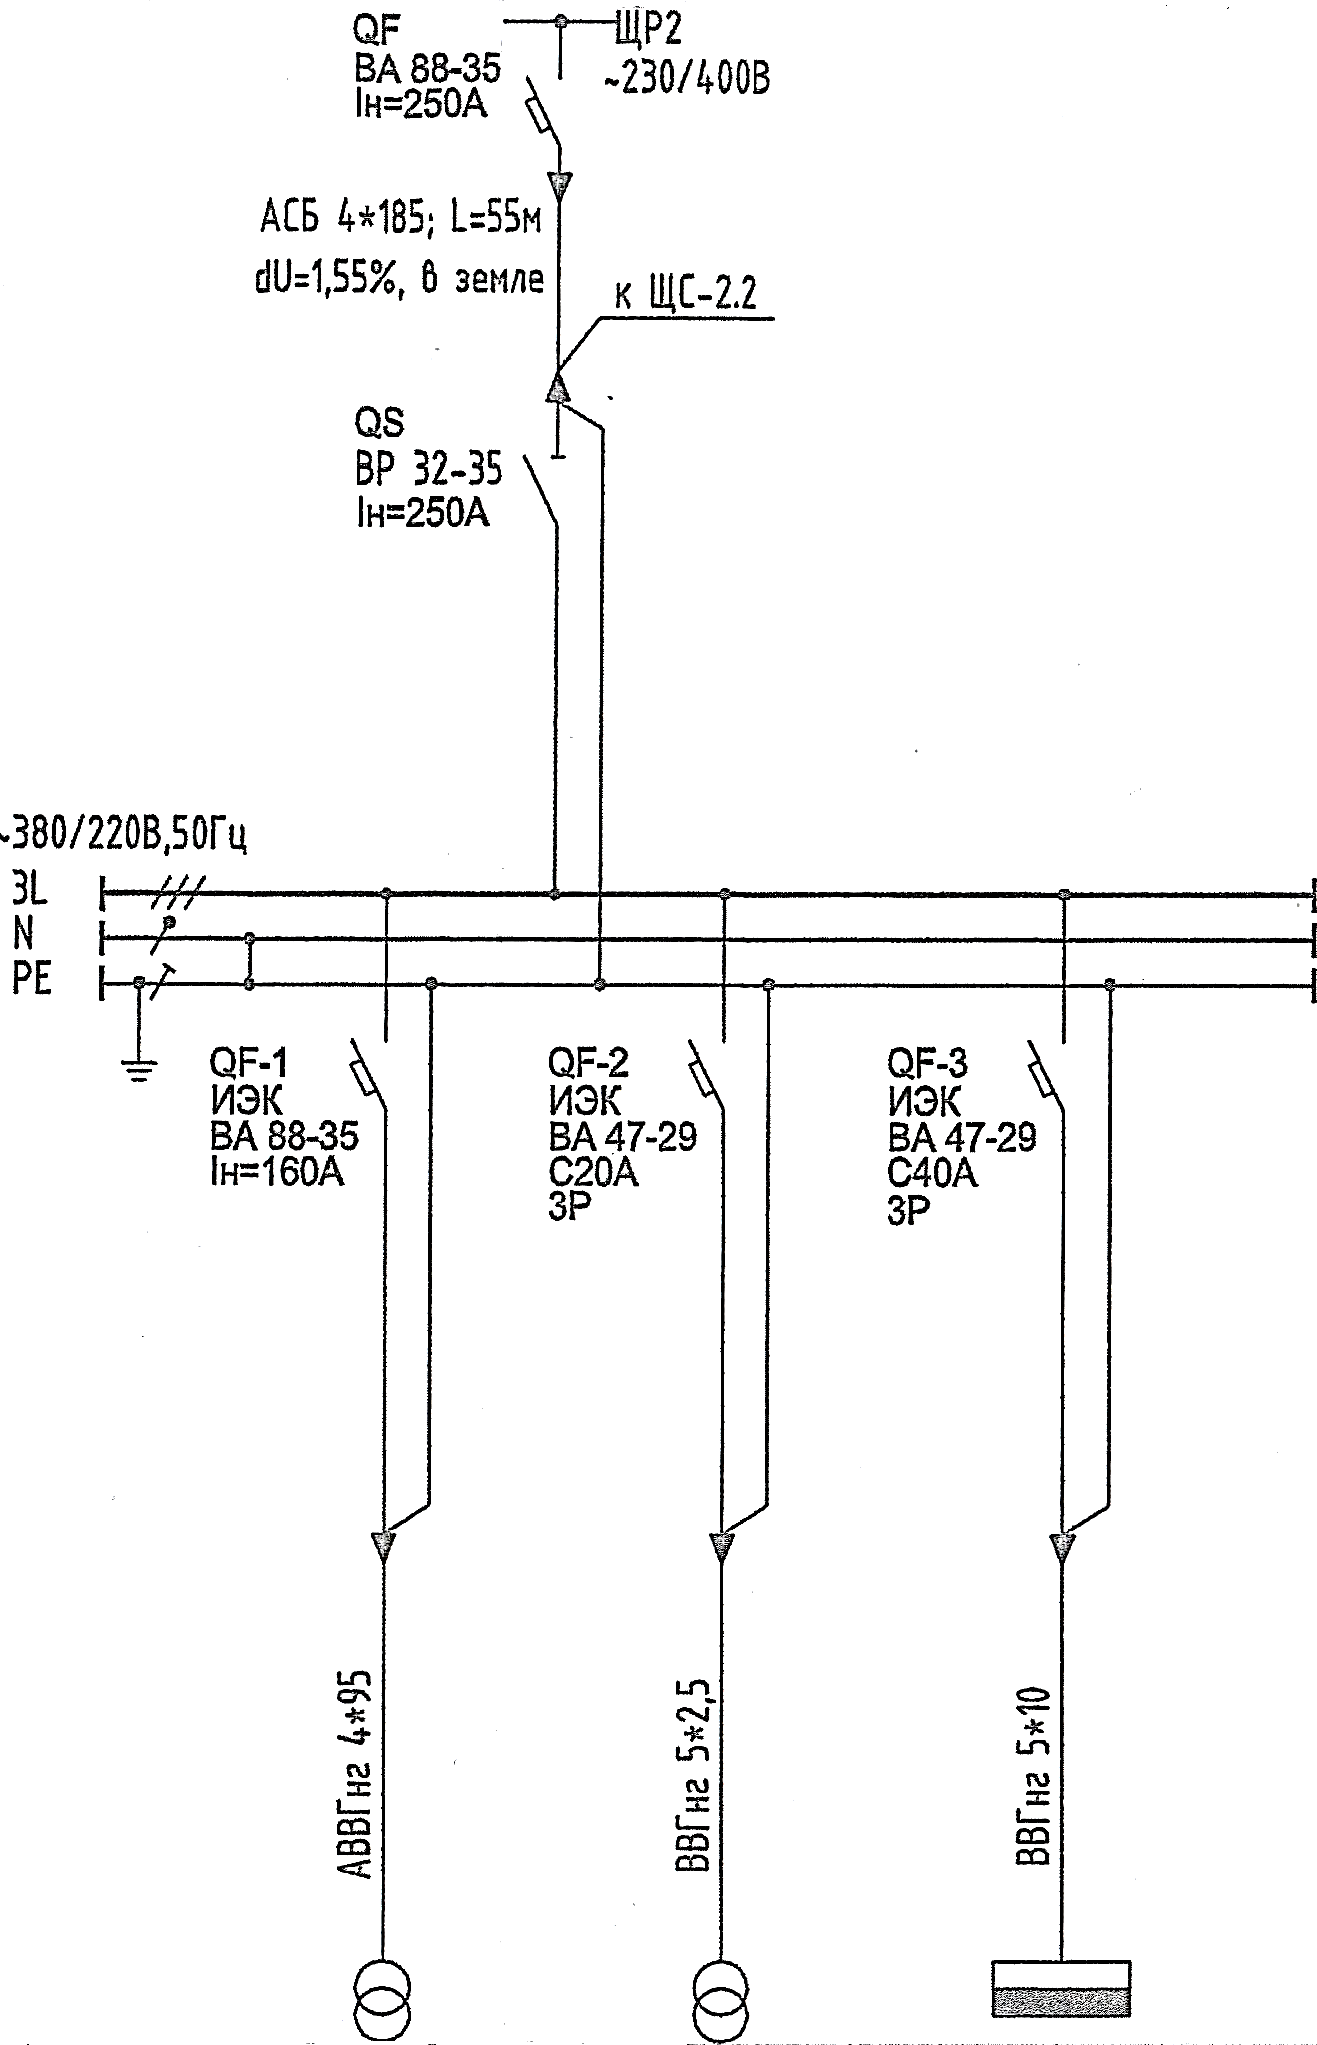 QF
ВА 88-35
Iн=250А
ЩР2
~230/400В
АСБ 4*185; L=55м
dU=1,55%, в земле
к ЩС-2.2
QS
ВР 32-35
Iн=250А
~380/220В,50Гц
3L
N
PE
QF-1
ИЭК
ВА 88-35
Iн=160А
QF-2
ИЭК
ВА 47-29
С20А
3Р
QF-3
ИЭК
ВА 47-29
С40А
3Р
АВВГнг 4*95
ВВГнг 5*2,5
ВВГнг 5*10